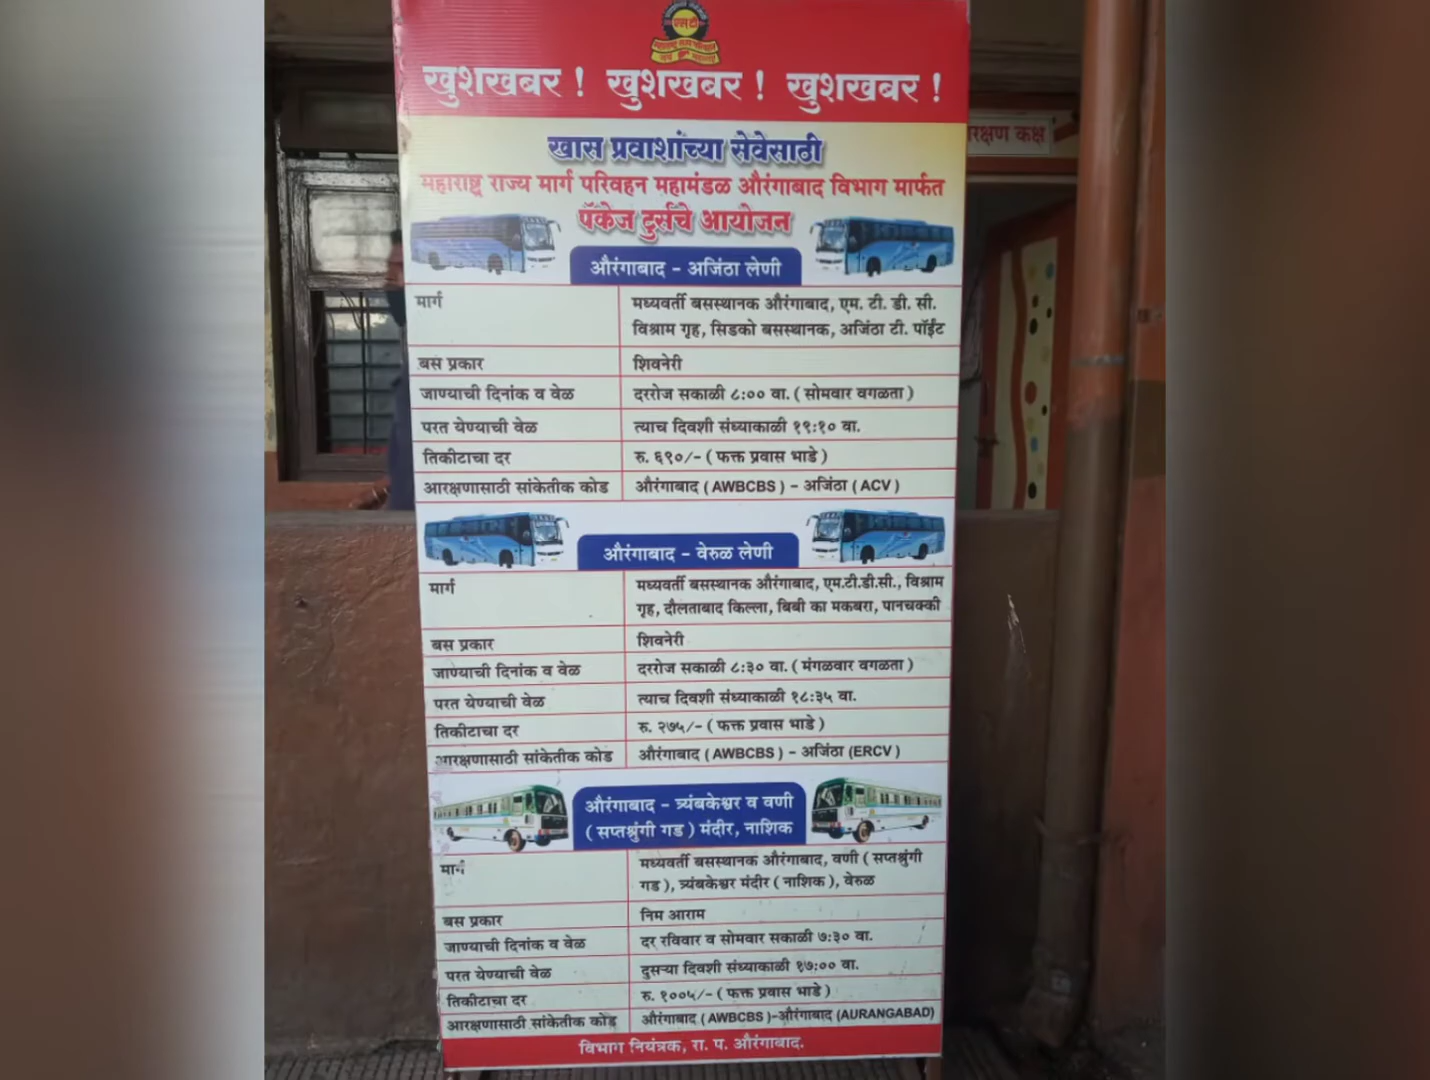 एस टी
खुशखबर ! खुशखबर ! खुशखबर !
रक्षण कक्ष
खास प्रवाशांच्या सेवेसाठी
महाराष्ट्र राज्य मार्ग परिवहन महामंडळ औरंगाबाद विभाग मार्फत
पॅकेज टुर्सचे आयोजन
औरंगाबाद - अजिंठा लेणी
मार्ग मध्यवर्ती बसस्थानक औरंगाबाद, एम. टी. डी. सी.
विश्राम गृह, सिडको बसस्थानक, अजिंठा टी. पॉईंट
बस प्रकार शिवनेरी
जाण्याची दिनांक व वेळ दररोज सकाळी ८:०० वा. ( सोमवार वगळता )
परत येण्याची वेळ त्याच दिवशी संध्याकाळी १९:१० वा.
तिकीटाचा दर रु. ६९०/- ( फक्त प्रवास भाडे )
आरक्षणासाठी सांकेतीक कोड औरंगाबाद ( AWBCBS ) - अजिंठा ( ACV )
औरंगाबाद - वेरुळ लेणी
मार्ग मध्यवर्ती बसस्थानक औरंगाबाद, एम.टी.डी.सी., विश्राम
गृह, दौलताबाद किल्ला, बिबी का मकबरा, पानचक्की
बस प्रकार शिवनेरी
जाण्याची दिनांक व वेळ दररोज सकाळी ८:३० वा. ( मंगळवार वगळता )
परत येण्याची वेळ त्याच दिवशी संध्याकाळी १८:३५ वा.
तिकीटाचा दर रु. २७५/- ( फक्त प्रवास भाडे )
आरक्षणासाठी सांकेतीक कोड औरंगाबाद ( AWBCBS ) - अजिंठा (ERCV )
औरंगाबाद - त्र्यंबकेश्वर व वणी
( सप्तश्रुंगी गड ) मंदीर, नाशिक
मार्ग मध्यवर्ती बसस्थानक औरंगाबाद, वणी ( सप्तश्रुंगी
गड ), त्र्यंबकेश्वर मंदीर ( नाशिक ), वेरुळ
बस प्रकार निम आराम
जाण्याची दिनांक व वेळ दर रविवार व सोमवार सकाळी ७:३० वा.
परत येण्याची वेळ दुसऱ्या दिवशी संध्याकाळी १७:०० वा.
तिकीटाचा दर रु. १००५/- ( फक्त प्रवास भाडे )
आरक्षणासाठी सांकेतीक कोड औरंगाबाद ( AWBCBS )-औरंगाबाद (AURANGABAD)
विभाग नियंत्रक, रा. प. औरंगाबाद.